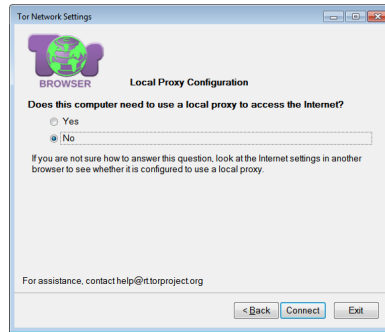 Tor Network Settings
Tor
BROWSER
Local Proxy Configuration
Does this computer need to use a local proxy to access the Internet?
Yes
No
If you are not sure how to answer this question, look at the Internet settings in another
browser to see whether it is configured to use a local proxy.
For assistance, contact help@rt.torproject.org
< Back
Connect
Exit